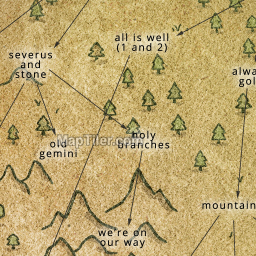 all is well
(1 and 2)
severus
and
stone
alwa
gol
MapTiler
old
gemini
holy
branches
mountain
we're on
our way